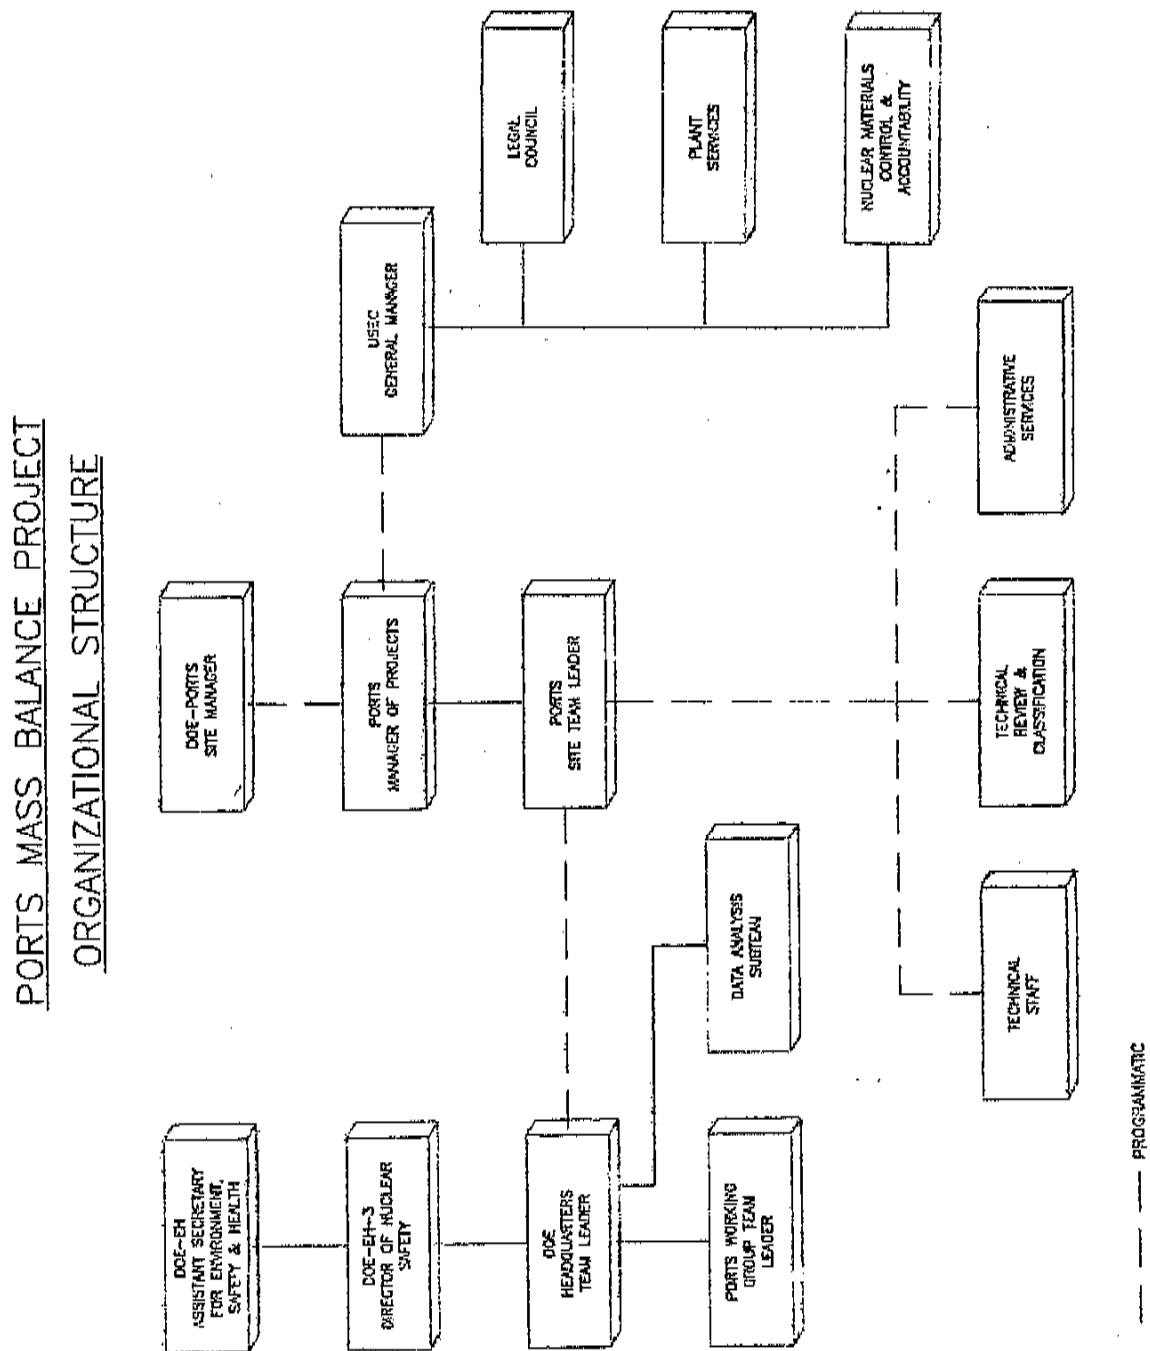 PORTS MASS BALANCE PROJECT
ORGANIZATIONAL STRUCTURE
DOE-EH
ASSISTANT SECRETARY
FOR ENVIRONMENT,
SAFETY & HEALTH
DOE-PORTS
SITE MANAGER
DOE-EH-3
DIRECTOR OF NUCLEAR
SAFETY
PORTS
MANAGER OF PROJECTS
USEC
GENERAL MANAGER
DOE
HEADQUARTERS
TEAM LEADER
PORTS
SITE TEAM LEADER
LEGAL
COUNCIL
PORTS WORKING
GROUP TEAM
LEADER
DATA ANALYSIS
SUBTEAM
PLANT
SERVICES
NUCLEAR MATERIALS
CONTROL &
ACCOUNTABILITY
TECHNICAL
STAFF
TECHNICAL
REVIEW &
CLASSIFICATION
ADMINISTRATIVE
SERVICES
PROGRAMMATIC